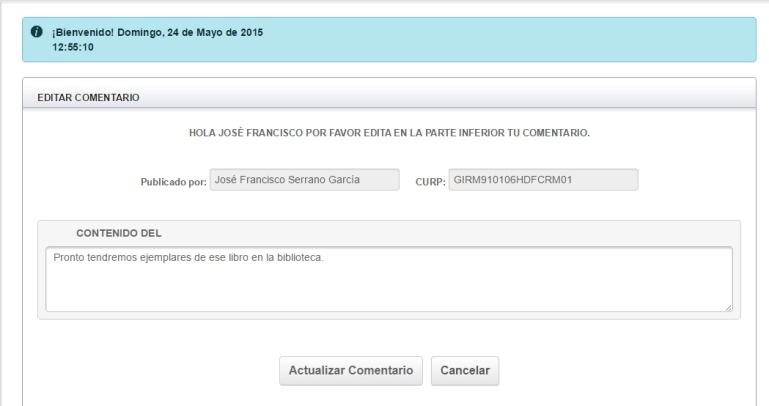 ¡Bienvenido! Domingo, 24 de Mayo de 2015
12:55:10
EDITAR COMENTARIO
HOLA JOSÉ FRANCISCO POR FAVOR EDITA EN LA PARTE INFERIOR TU COMENTARIO.
Publicado por: José Francisco Serrano García CURP: GIRM910106HDFCRM01
CONTENIDO DEL
Pronto tendremos ejemplares de ese libro en la biblioteca.
Actualizar Comentario Cancelar